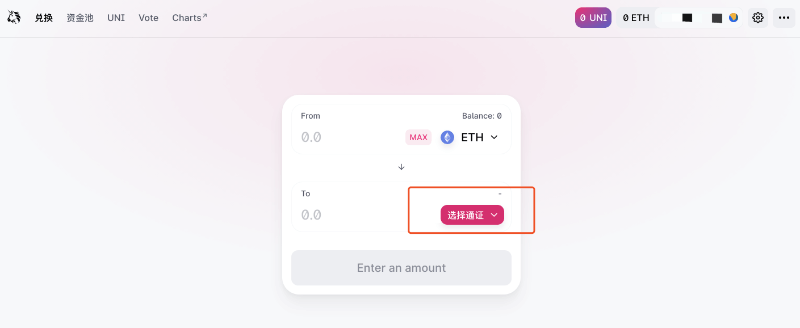 兑换 资金池 UNI Vote Charts↗ 0 UNI 0 ETH
From Balance: 0
0.0 MAX ETH
↓
To -
0.0 选择通证
Enter an amount